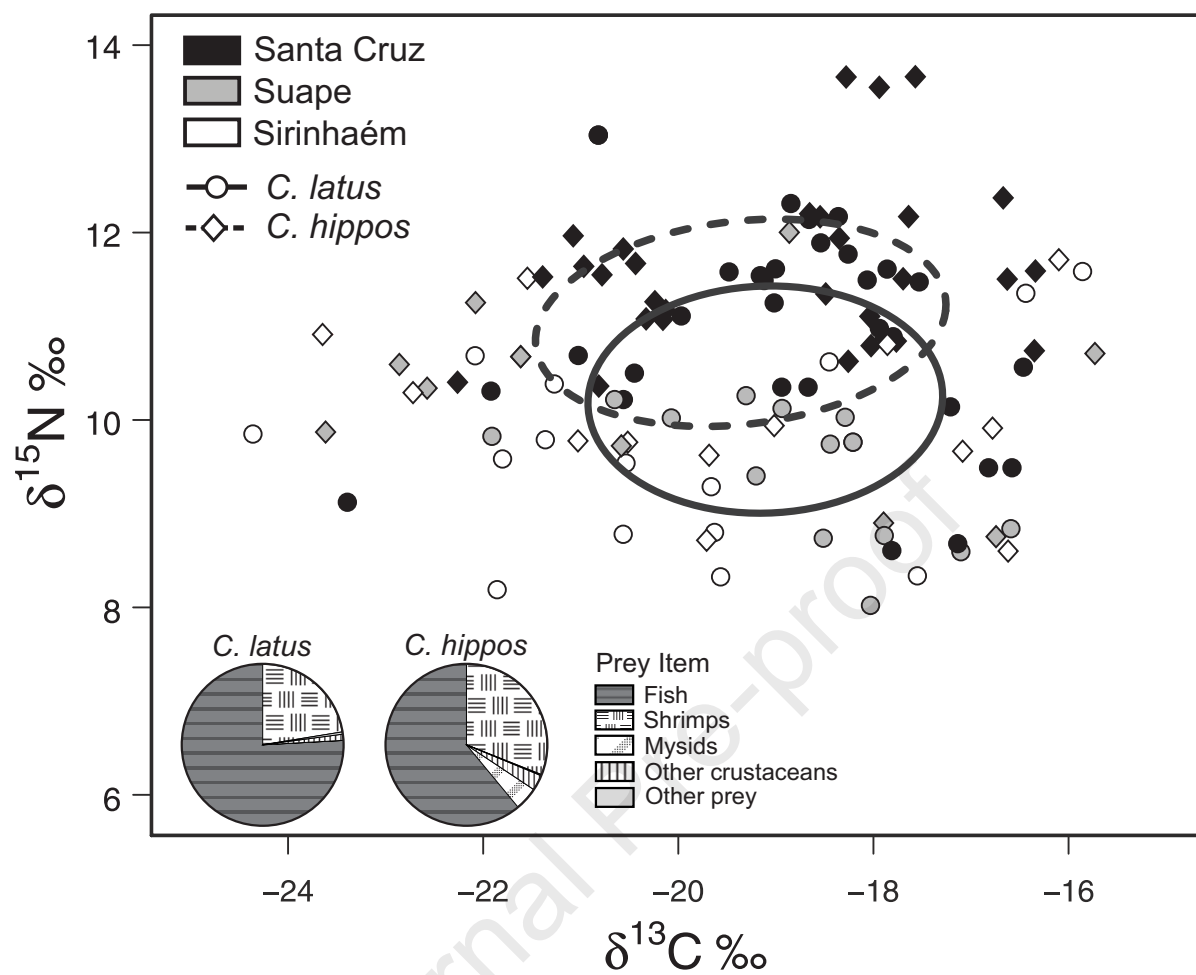 14
12
10
8
6
δ15N ‰
Santa Cruz
Suape
Sirinhaém
C. latus
C. hippos
C. latus
C. hippos
Prey Item
Fish
Shrimps
Mysids
Other crustaceans
Other prey
rnal Pre-proof
−24
−22
−20
−18
−16
δ13C ‰